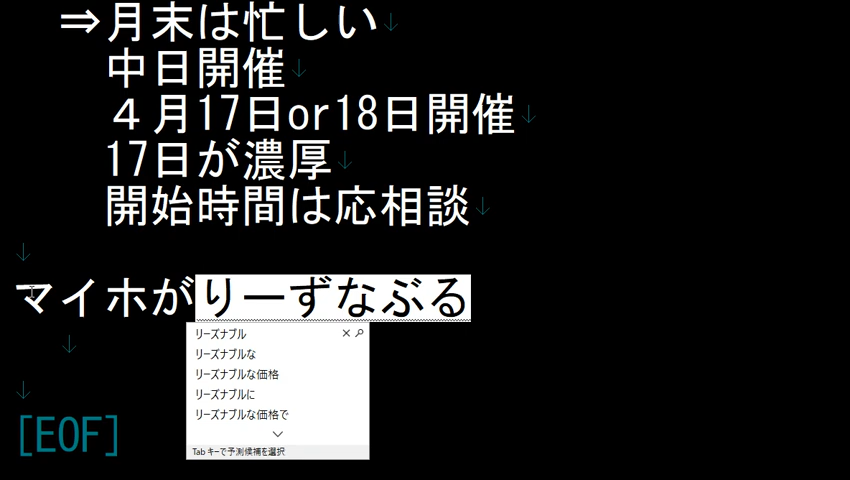 ⇒月末は忙しい↓
中日開催↓
４月17日or18日開催↓
17日が濃厚↓
開始時間は応相談↓
↓
マイホがりーずなぶる
リーズナブル
リーズナブルな
リーズナブルな価格
リーズナブルに
リーズナブルな価格で
Tab キーで予測候補を選択
↓
↓
[EOF]